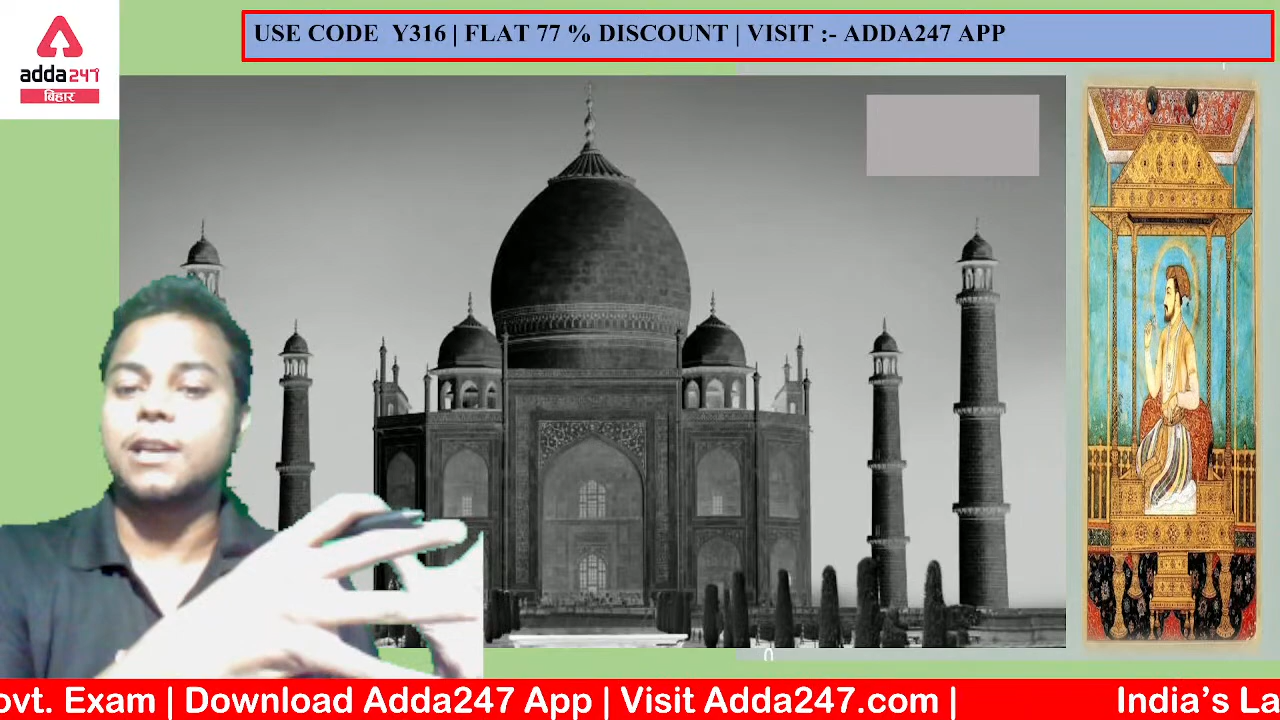 USE CODE Y316 | FLAT 77 % DISCOUNT | VISIT :- ADDA247 APP
adda247
बिहार
ovt. Exam | Download Adda247 App | Visit Adda247.com | India’s La